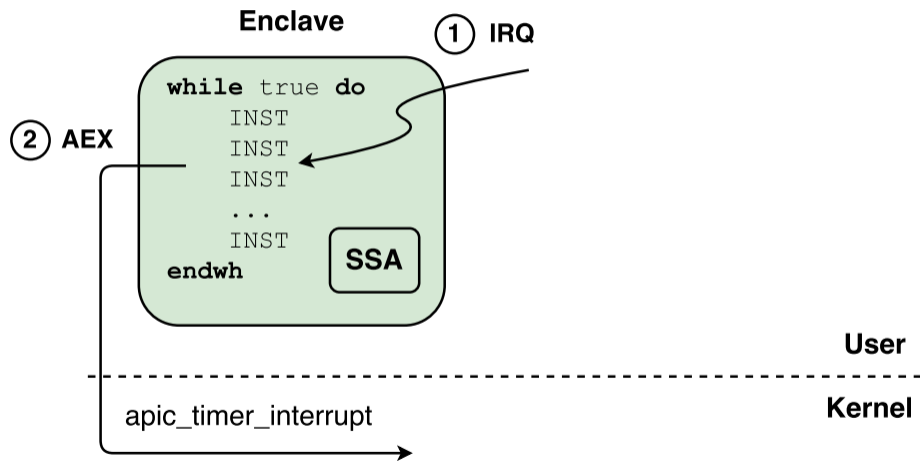 Enclave
1 IRQ
while true do
INST
INST
2 AEX
INST
...
INST
SSA
endwh
User
Kernel
apic_timer_interrupt